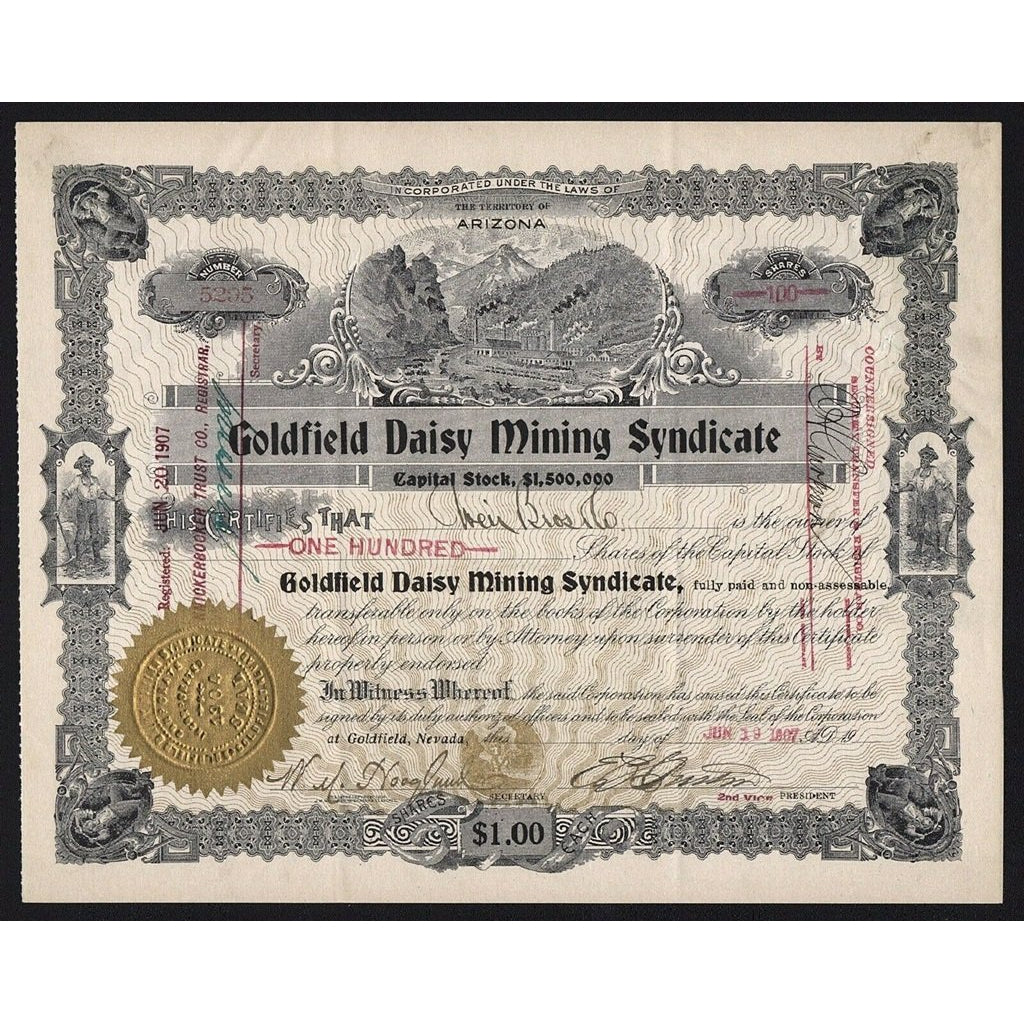 INCORPORATED UNDER THE LAWS OF
THE TERRITORY OF
ARIZONA
NUMBER
5295
SHARES
100
Goldfield Daisy Mining Syndicate
Capital Stock, $1,500,000
THIS CERTIFIES THAT
is the owner of
ONE HUNDRED
Shares of the Capital Stock of
Goldfield Daisy Mining Syndicate, fully paid and non-assessable,
transferable only on the books of the Corporation by the holder
hereof in person or by Attorney upon surrender of this Certificate
properly endorsed
In Witness Whereof, the said Corporation has caused this Certificate to be
signed by its duly authorized officers and to be sealed with the Seal of the Corporation
at Goldfield, Nevada, this day of JUN 19 1907, A.D. 19
SECRETARY
2nd Vice PRESIDENT
SHARES
$1.00
EACH
Registered: JUN 20 1907
KNICKERBOCKER TRUST CO., REGISTRAR,
Secretary.
COUNTERSIGNED
BY